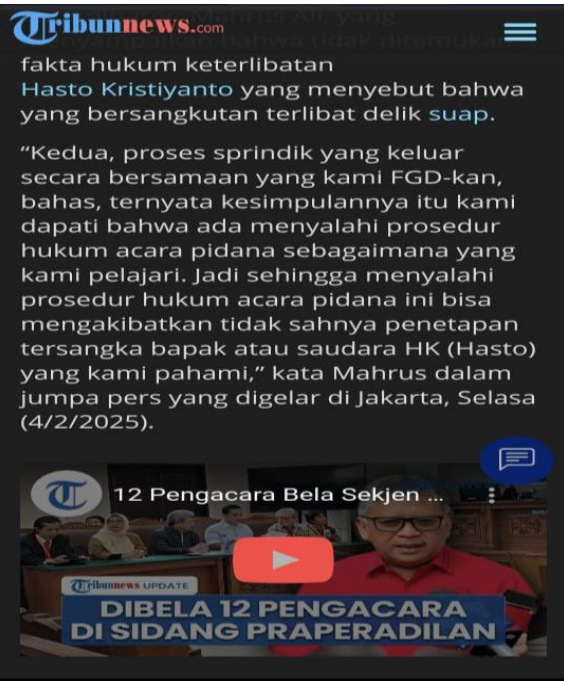 Tribunnews.com
fakta hukum keterlibatan
Hasto Kristiyanto yang menyebut bahwa
yang bersangkutan terlibat delik suap.
“Kedua, proses sprindik yang keluar
secara bersamaan yang kami FGD-kan,
bahas, ternyata kesimpulannya itu kami
dapati bahwa ada menyalahi prosedur
hukum acara pidana sebagaimana yang
kami pelajari. Jadi sehingga menyalahi
prosedur hukum acara pidana ini bisa
mengakibatkan tidak sahnya penetapan
tersangka bapak atau saudara HK (Hasto)
yang kami pahami,” kata Mahrus dalam
jumpa pers yang digelar di Jakarta, Selasa
(4/2/2025).
12 Pengacara Bela Sekjen ...
Tribunnews UPDATE
DIBELA 12 PENGACARA
DI SIDANG PRAPERADILAN